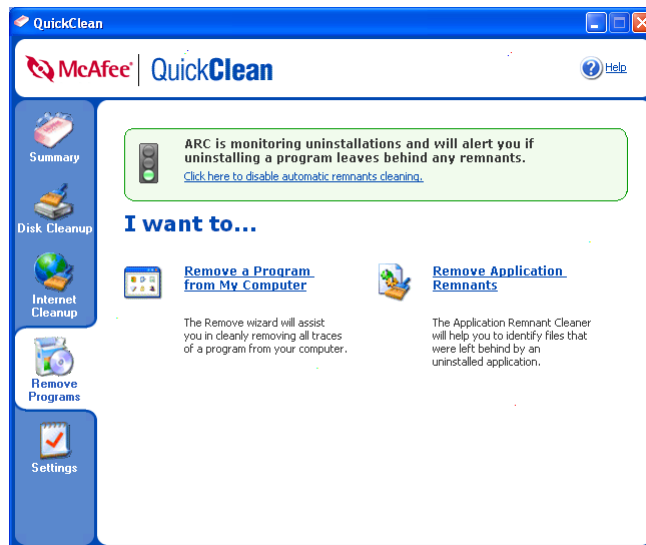 QuickClean
McAfee® QuickClean
Help
Summary
Disk Cleanup
Internet
Cleanup
Remove
Programs
Settings
ARC is monitoring uninstallations and will alert you if
uninstalling a program leaves behind any remnants.
Click here to disable automatic remnants cleaning.
I want to...
Remove a Program
from My Computer
The Remove wizard will assist
you in cleanly removing all traces
of a program from your computer.
Remove Application
Remnants
The Application Remnant Cleaner
will help you to identify files that
were left behind by an
uninstalled application.